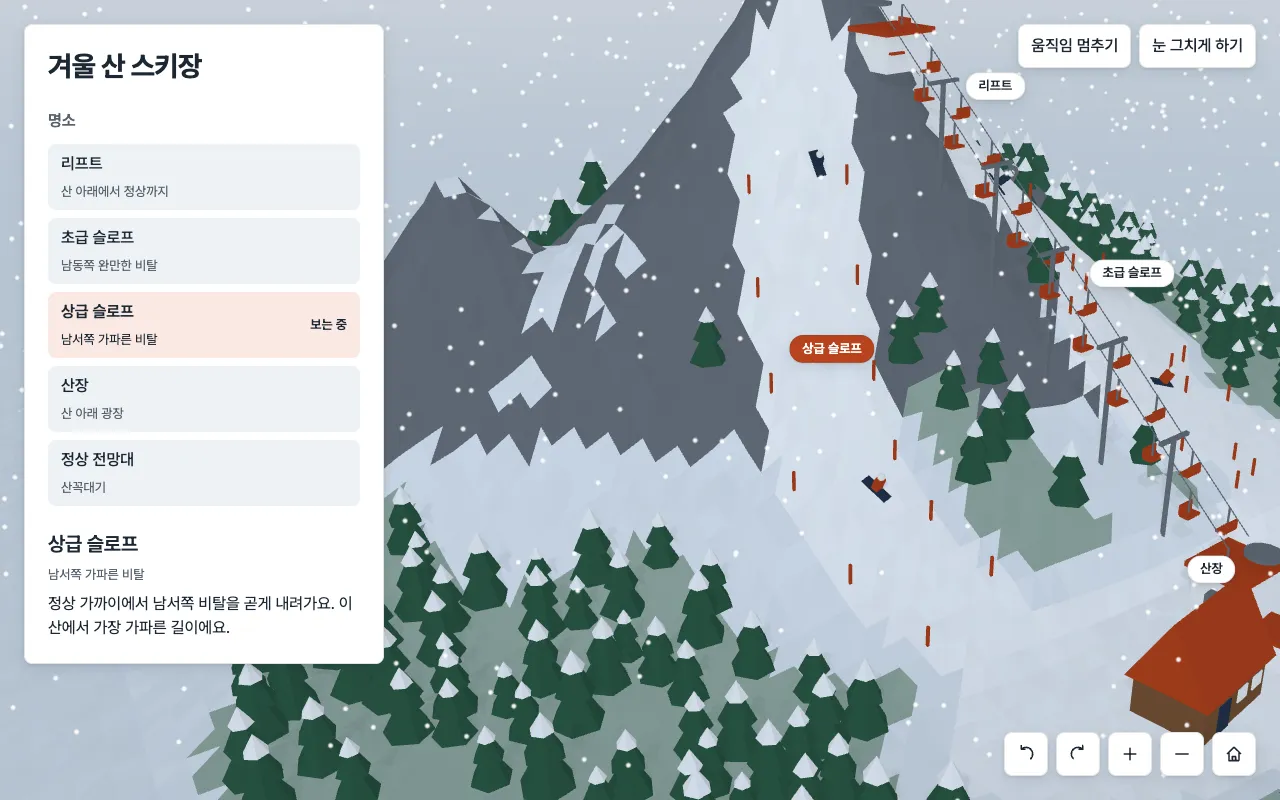 겨울 산 스키장
명소
리프트
산 아래에서 정상까지
초급 슬로프
남동쪽 완만한 비탈
상급 슬로프
남서쪽 가파른 비탈
보는 중
산장
산 아래 광장
정상 전망대
산꼭대기
상급 슬로프
남서쪽 가파른 비탈
정상 가까이에서 남서쪽 비탈을 곧게 내려가요. 이
산에서 가장 가파른 길이에요.
움직임 멈추기
눈 그치게 하기
리프트
초급 슬로프
상급 슬로프
산장